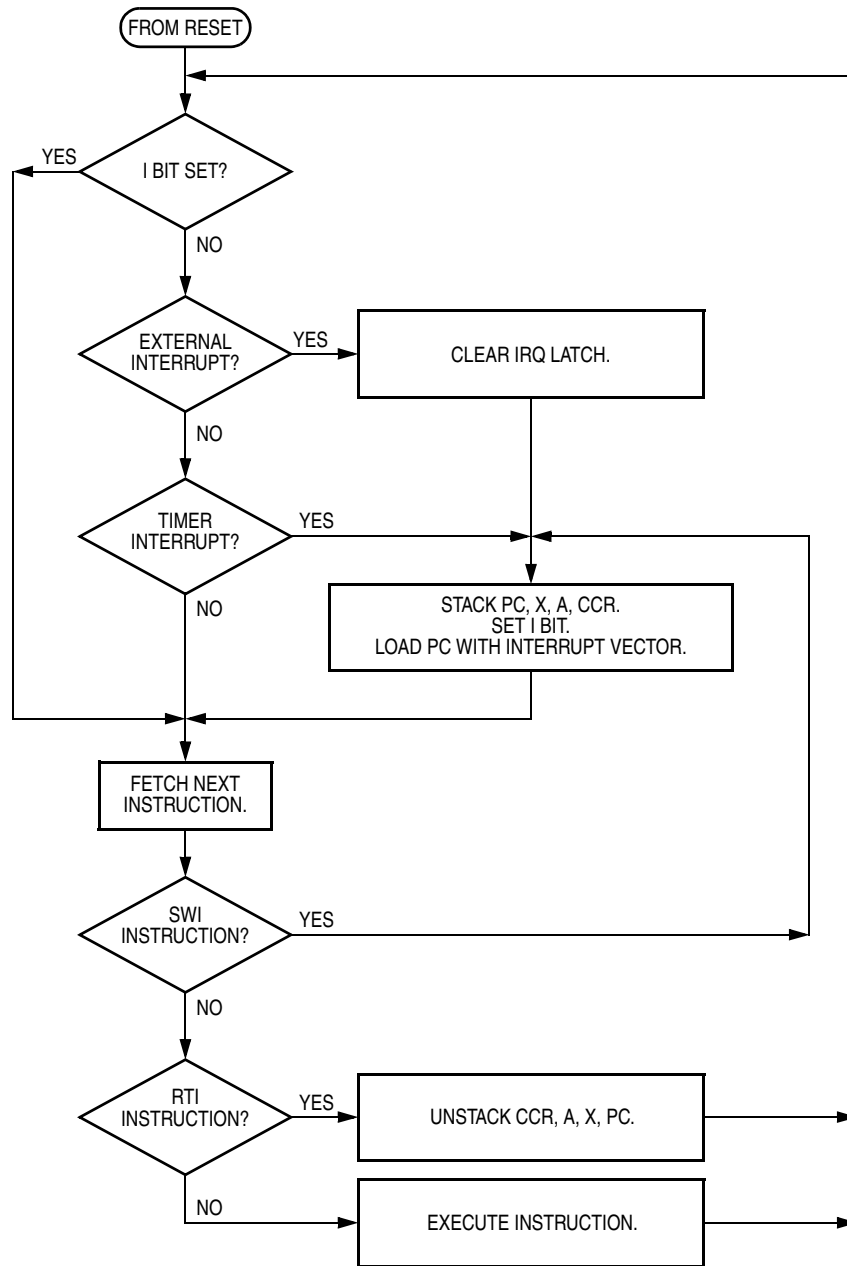 FROM RESET
YES
I BIT SET?
NO
EXTERNAL
INTERRUPT?
YES
CLEAR IRQ LATCH.
NO
TIMER
INTERRUPT?
YES
NO
STACK PC, X, A, CCR.
SET I BIT.
LOAD PC WITH INTERRUPT VECTOR.
FETCH NEXT
INSTRUCTION.
SWI
INSTRUCTION?
YES
NO
RTI
INSTRUCTION?
YES
UNSTACK CCR, A, X, PC.
NO
EXECUTE INSTRUCTION.